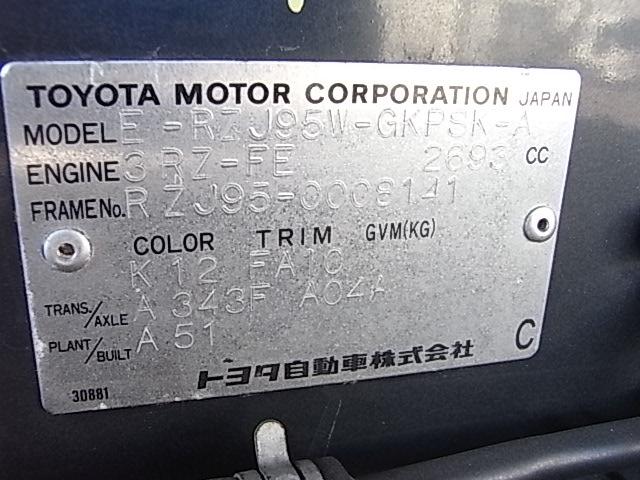 TOYOTA MOTOR CORPORATION JAPAN
MODEL E-RZJ95W-GKPSK-A
ENGINE 3RZ-FE 2693 CC
FRAME No. RZJ95-0008141
COLOR TRIM GVM(KG)
K12 FA10
TRANS./AXLE A343F A04A
PLANT/BUILT A51 C
トヨタ自動車株式会社
30881